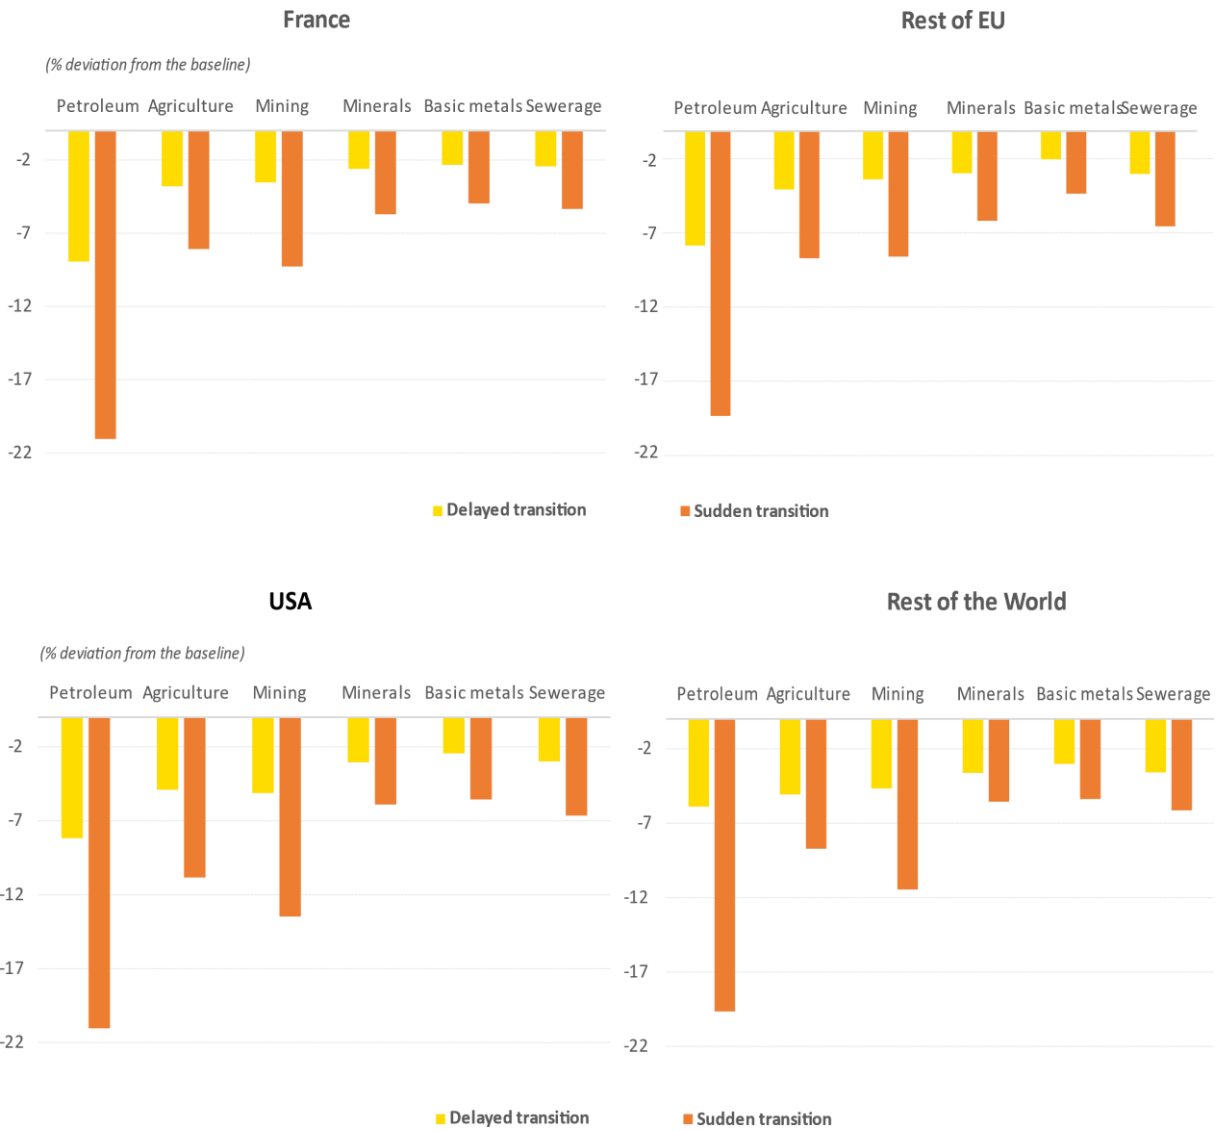 France
(% deviation from the baseline)
Petroleum Agriculture Mining Minerals Basic metals Sewerage
-2
-7
-12
-17
-22
Rest of EU
Petroleum Agriculture Mining Minerals Basic metals Sewerage
-2
-7
-12
-17
-22
Delayed transition Sudden transition
USA
(% deviation from the baseline)
Petroleum Agriculture Mining Minerals Basic metals Sewerage
-2
-7
-12
-17
-22
Rest of the World
Petroleum Agriculture Mining Minerals Basic metals Sewerage
-2
-7
-12
-17
-22
Delayed transition Sudden transition